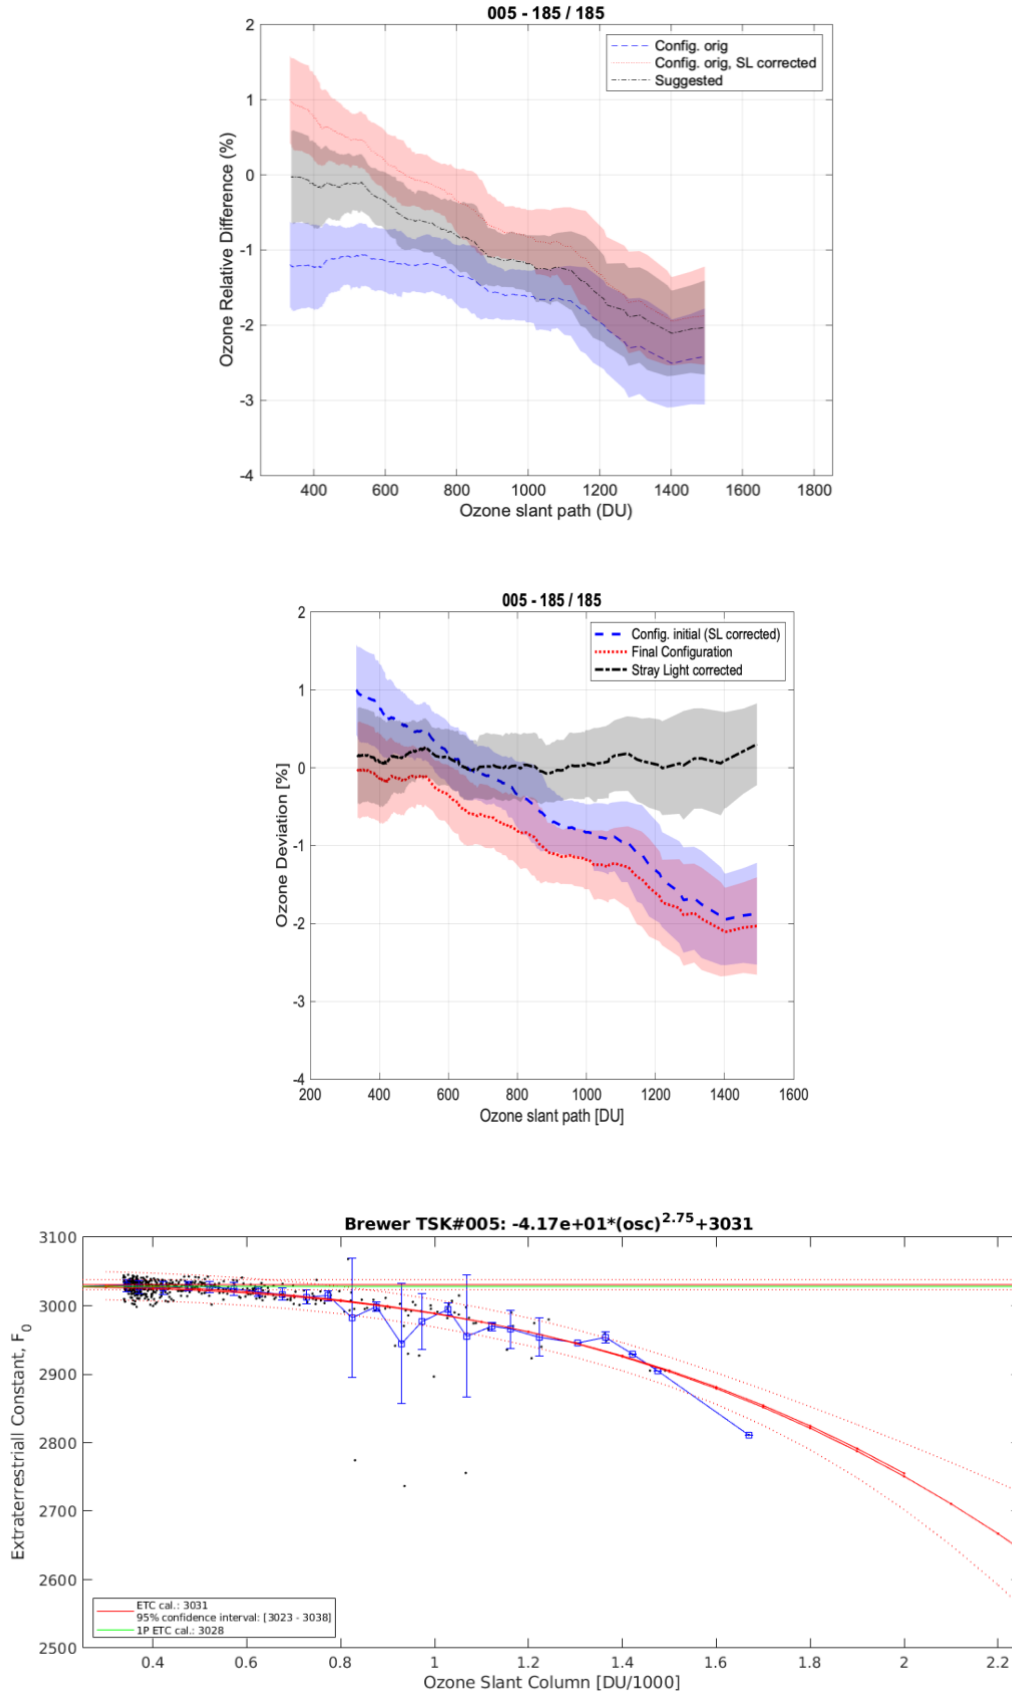 005 - 185 / 185
2
1
0
-1
-2
-3
-4
Ozone Relative Difference (%)
Config. orig
Config. orig, SL corrected
Suggested
400 600 800 1000 1200 1400 1600 1800
Ozone slant path (DU)
005 - 185 / 185
2
1
0
-1
-2
-3
-4
Ozone Deviation [%]
Config. initial (SL corrected)
Final Configuration
Stray Light corrected
200 400 600 800 1000 1200 1400 1600
Ozone slant path [DU]
Brewer TSK#005: -4.17e+01*(osc)^2.75+3031
3100
3000
2900
2800
2700
2600
2500
Extraterrestriall Constant, F_0
ETC cal.: 3031
95% confidence interval: [3023 - 3038]
1P ETC cal.: 3028
0.4 0.6 0.8 1 1.2 1.4 1.6 1.8 2 2.2
Ozone Slant Column [DU/1000]